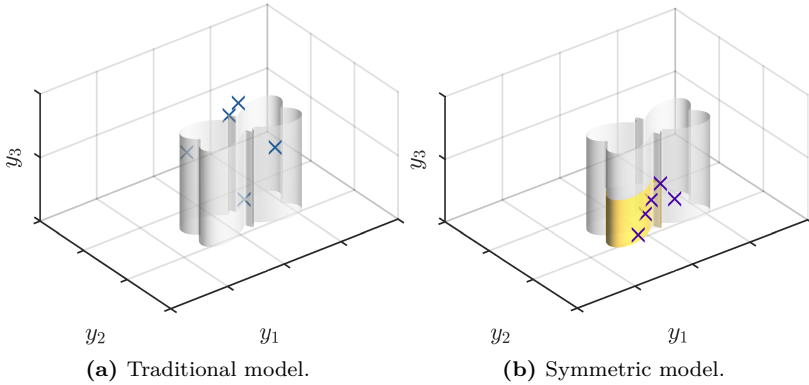 y₃
y₃
y₂
y₁
y₂
y₁
(a) Traditional model.
(b) Symmetric model.